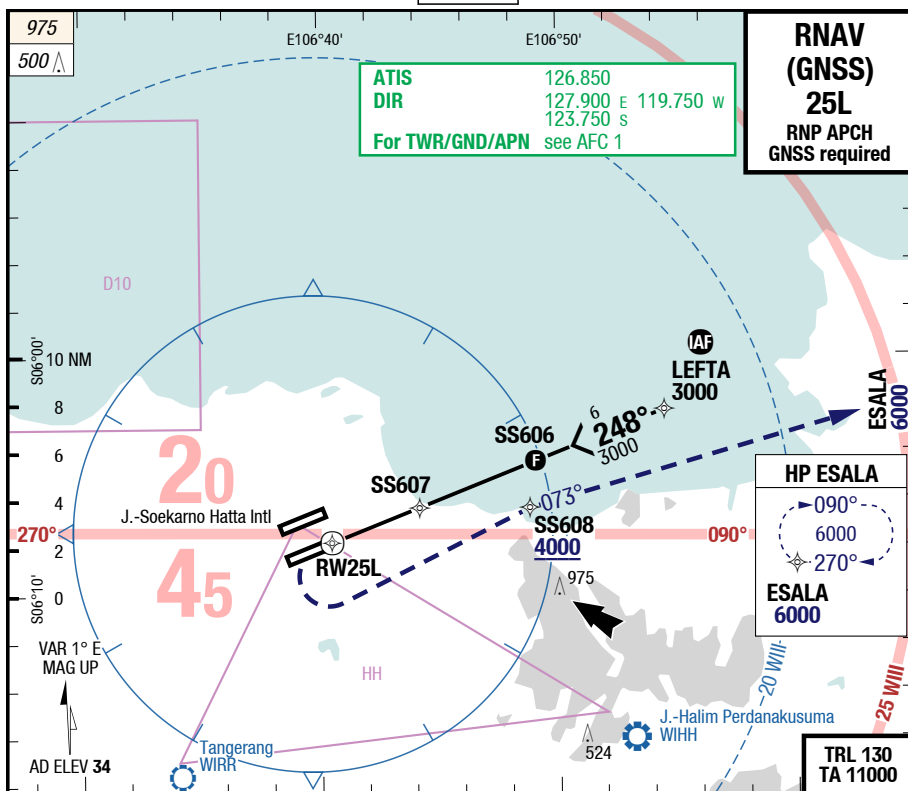 975
500
E106°40'
E106°50'
RNAV
(GNSS)
25L
RNP APCH
GNSS required
ATIS 126.850
DIR 127.900 E 119.750 W
123.750 S
For TWR/GND/APN see AFC 1
D10
S06°00'
10 NM
8
6
4
2
0
S06°10'
IAF
LEFTA
3000
ESALA
6000
6
248°
3000
SS606
F
SS607
073°
SS608
4000
20
45
J.-Soekarno Hatta Intl
270°
090°
RW25L
HP ESALA
090°
6000
270°
ESALA
6000
975
VAR 1° E
MAG UP
HH
20 WIII
25 WIII
J.-Halim Perdanakusuma
WIHH
524
Tangerang
WIRR
AD ELEV 34
TRL 130
TA 11000